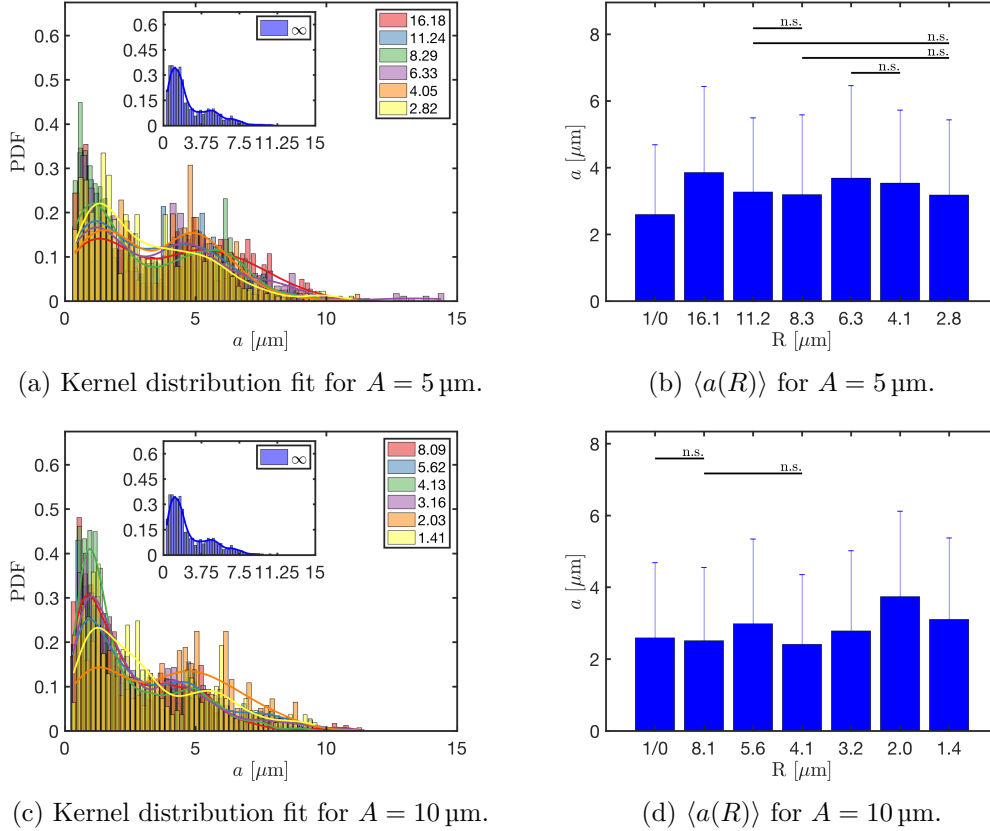 0.6
0.5
0.4
0.3
0.2
0.1
0
PDF
0 5 10 15
a [μm]
0.6
0.45
0.3
0.15
0
0 3.75 7.5 11.25 15
∞
16.18
11.24
8.29
6.33
4.05
2.82
(a) Kernel distribution fit for A = 5 μm.
8
6
4
2
0
a [μm]
n.s.
n.s.
n.s.
n.s.
1/0 16.1 11.2 8.3 6.3 4.1 2.8
R [μm]
(b) ⟨a(R)⟩ for A = 5 μm.
0.6
0.5
0.4
0.3
0.2
0.1
0
PDF
0 5 10 15
a [μm]
0.6
0.45
0.3
0.15
0
0 3.75 7.5 11.25 15
∞
8.09
5.62
4.13
3.16
2.03
1.41
(c) Kernel distribution fit for A = 10 μm.
8
6
4
2
0
a [μm]
n.s.
n.s.
1/0 8.1 5.6 4.1 3.2 2.0 1.4
R [μm]
(d) ⟨a(R)⟩ for A = 10 μm.